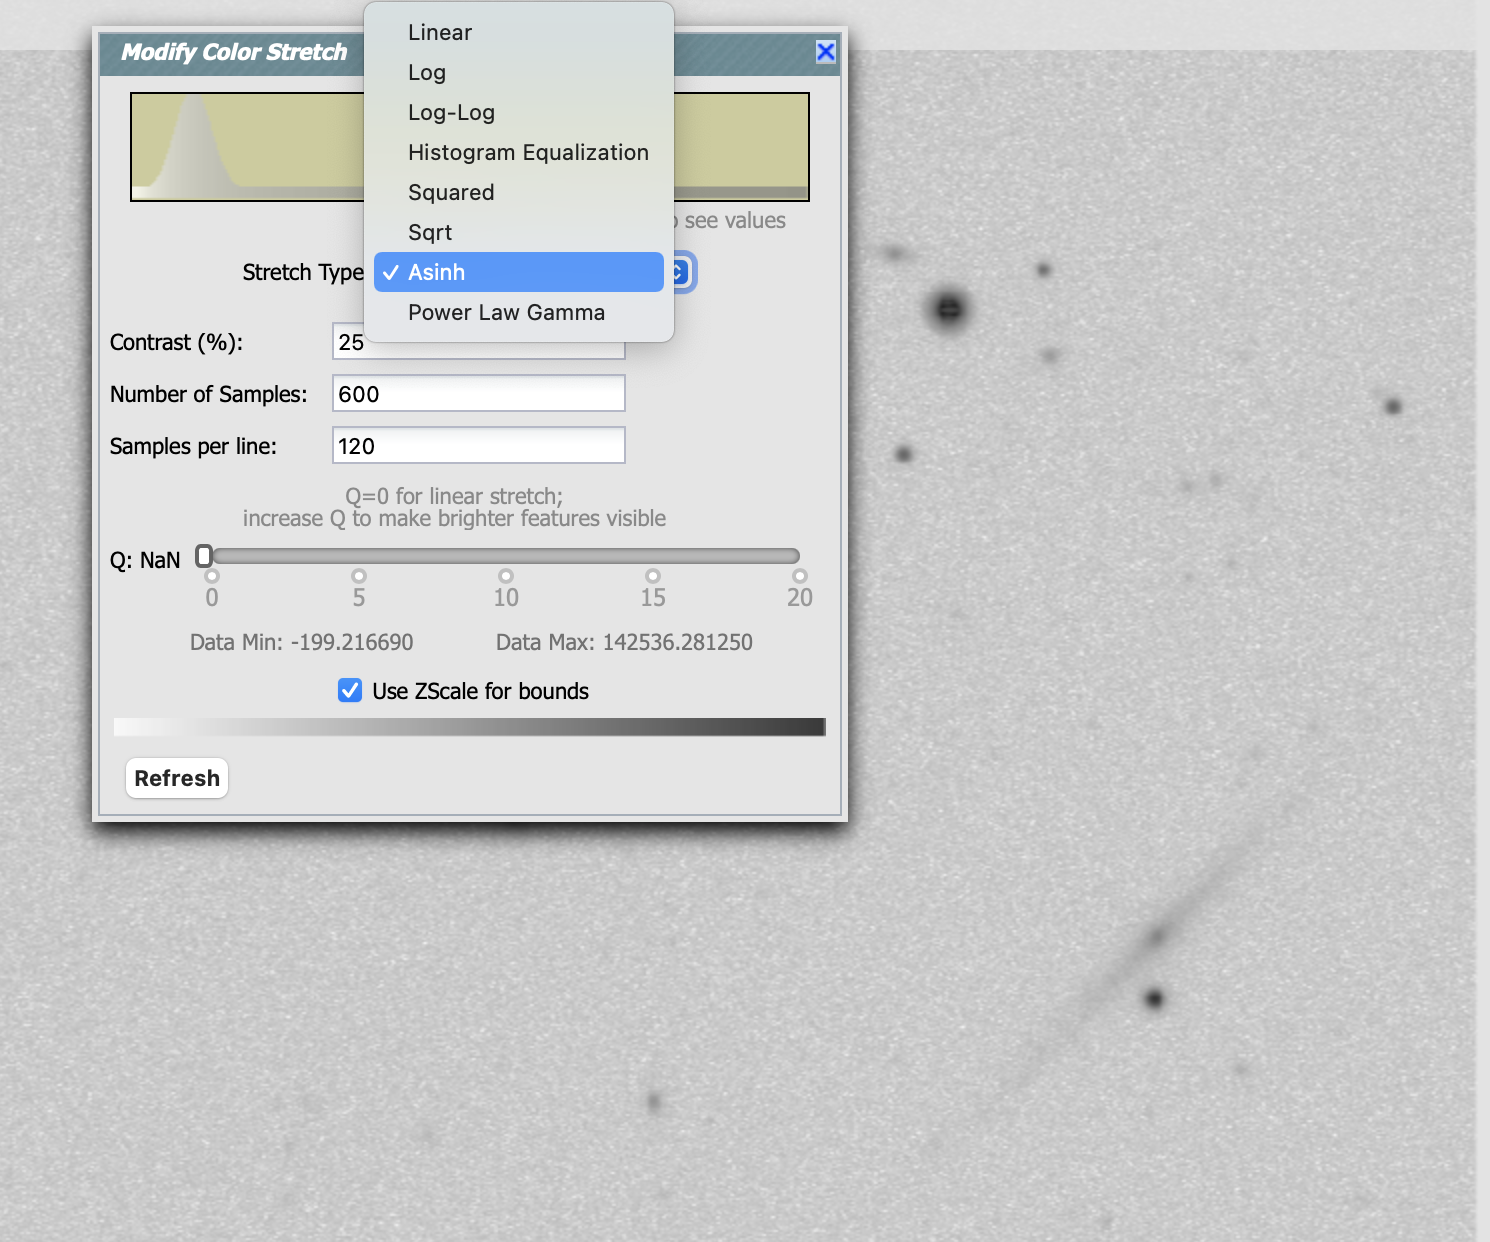 Modify Color Stretch
Linear
Log
Log-Log
Histogram Equalization
Squared
Sqrt
see values
Stretch Type
✓ Asinh
Power Law Gamma
Contrast (%): 25
Number of Samples: 600
Samples per line: 120
Q=0 for linear stretch;
increase Q to make brighter features visible
Q: NaN
0 5 10 15 20
Data Min: -199.216690 Data Max: 142536.281250
Use ZScale for bounds
Refresh